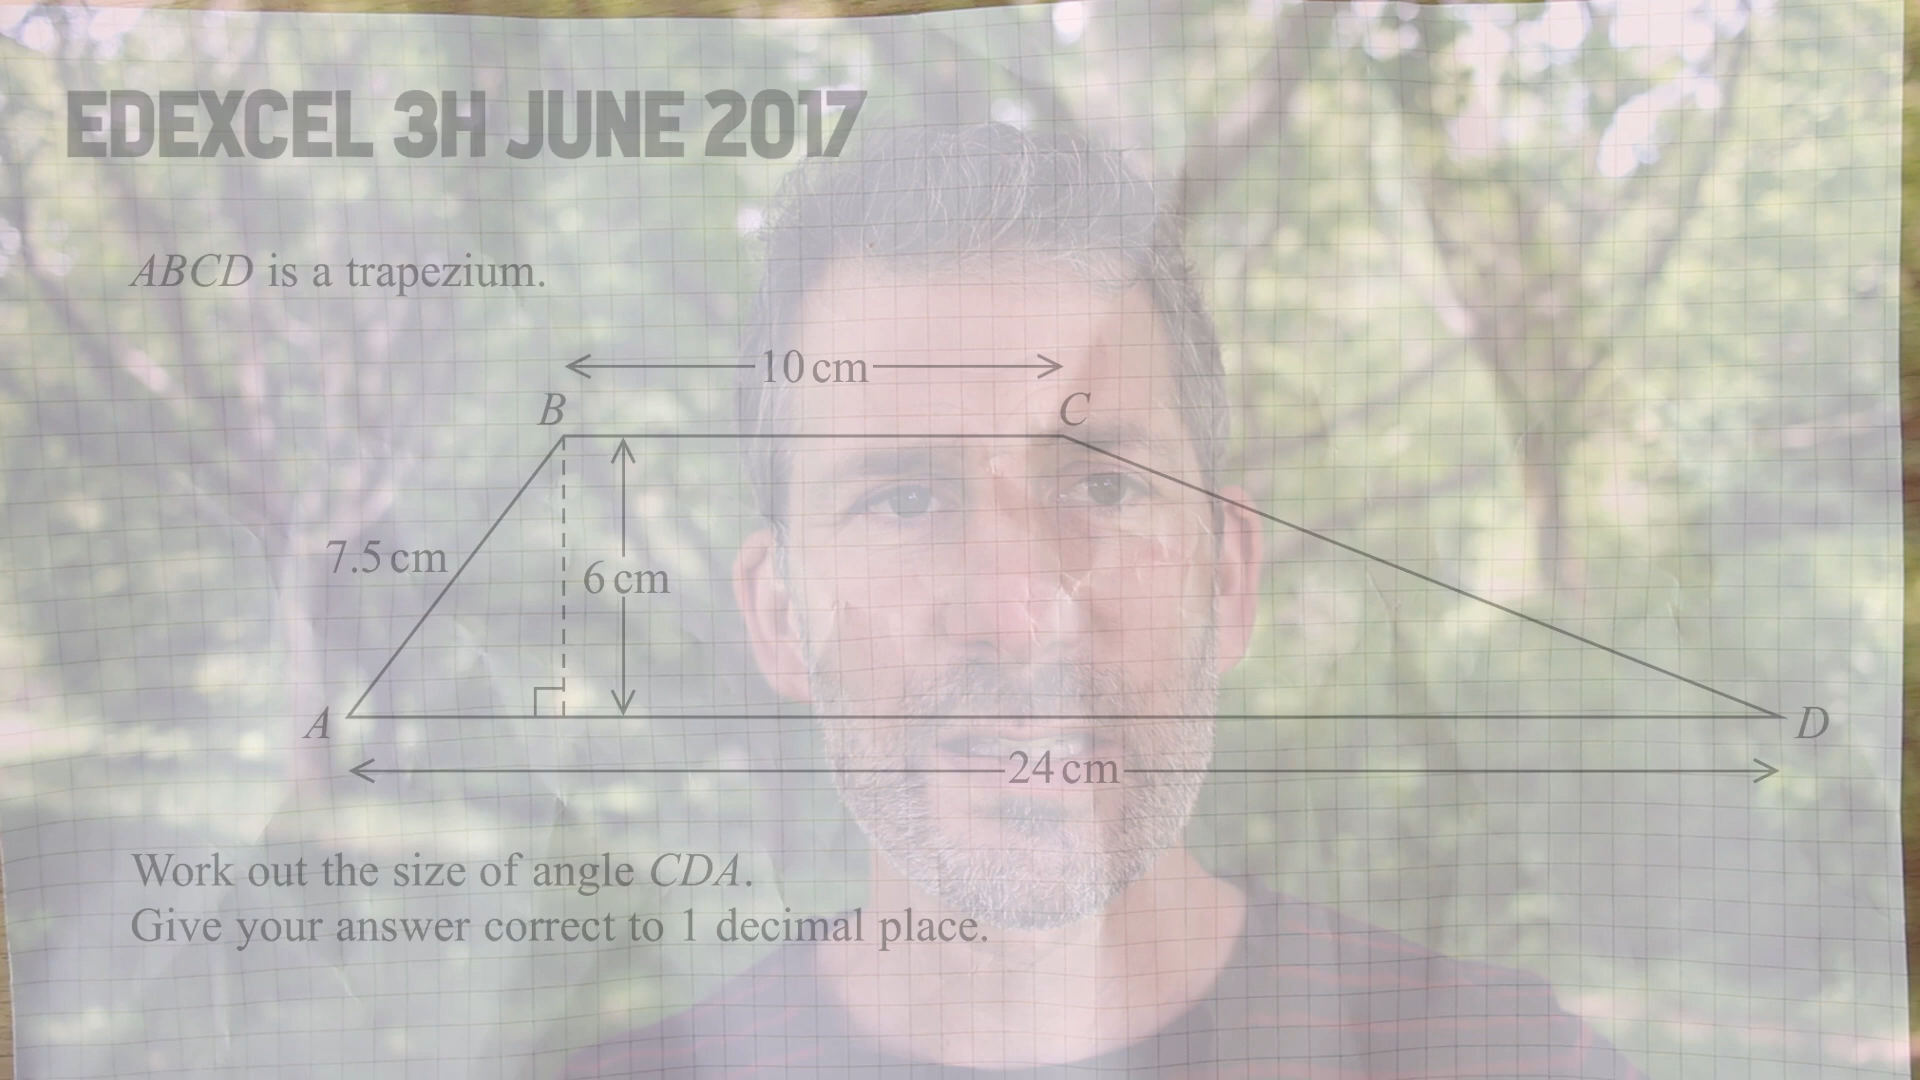 EDEXCEL 3H JUNE 2017
ABCD is a trapezium.
10 cm
B
C
7.5 cm
6 cm
A
D
24 cm
Work out the size of angle CDA.
Give your answer correct to 1 decimal place.